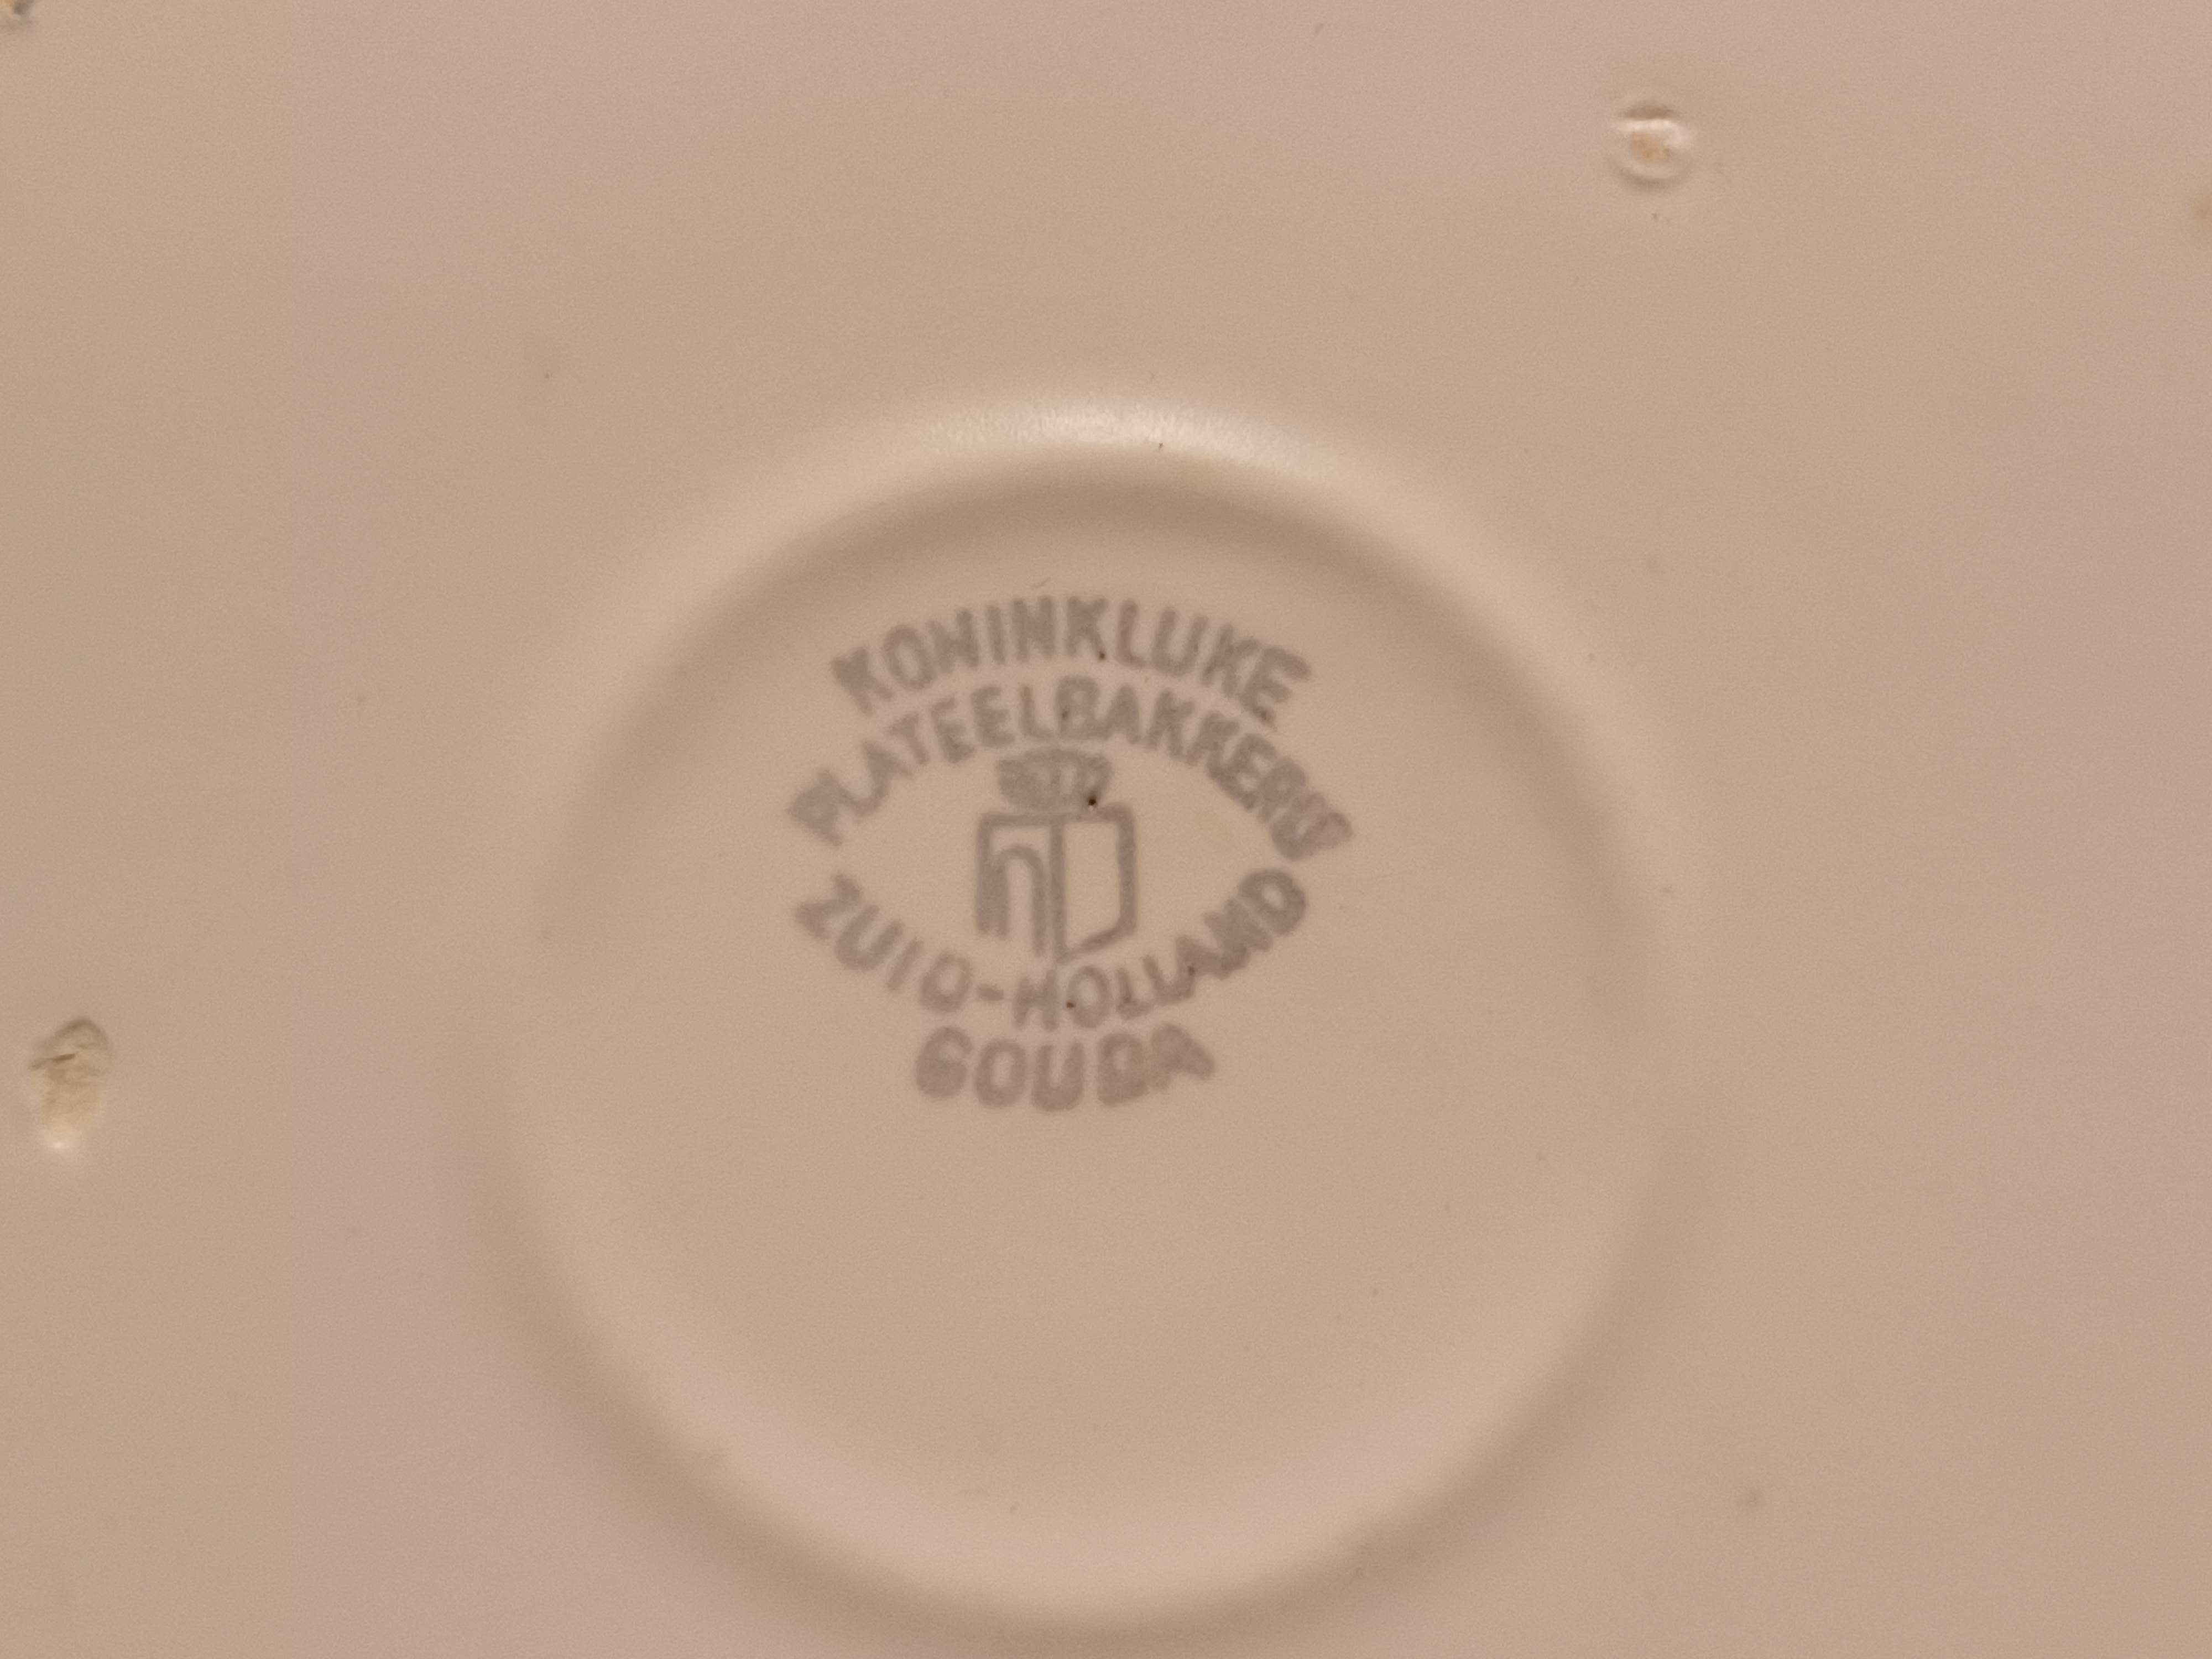 KONINKLIJKE
PLATEELBAKKERIJ
ZUID-HOLLAND
GOUDA